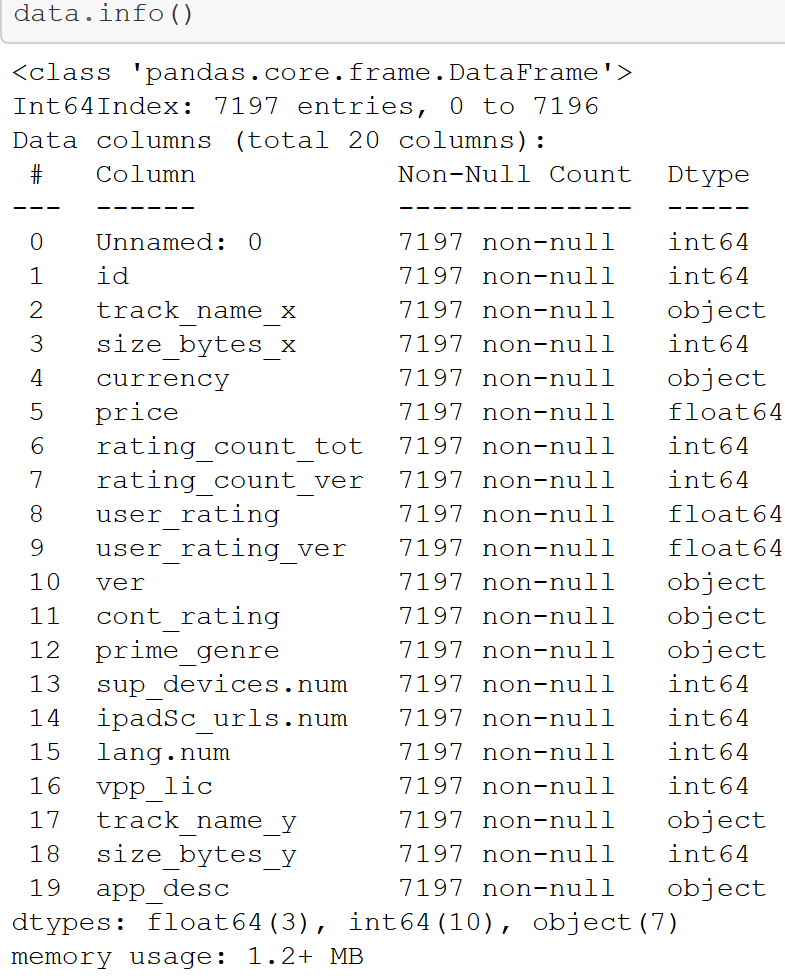 data.info()
<class 'pandas.core.frame.DataFrame'>
Int64Index: 7197 entries, 0 to 7196
Data columns (total 20 columns):
 #   Column            Non-Null Count  Dtype
---  ------            --------------  -----
 0   Unnamed: 0        7197 non-null   int64
 1   id                7197 non-null   int64
 2   track_name_x      7197 non-null   object
 3   size_bytes_x      7197 non-null   int64
 4   currency          7197 non-null   object
 5   price             7197 non-null   float64
 6   rating_count_tot  7197 non-null   int64
 7   rating_count_ver  7197 non-null   int64
 8   user_rating       7197 non-null   float64
 9   user_rating_ver   7197 non-null   float64
 10  ver               7197 non-null   object
 11  cont_rating       7197 non-null   object
 12  prime_genre       7197 non-null   object
 13  sup_devices.num   7197 non-null   int64
 14  ipadSc_urls.num   7197 non-null   int64
 15  lang.num          7197 non-null   int64
 16  vpp_lic           7197 non-null   int64
 17  track_name_y      7197 non-null   object
 18  size_bytes_y      7197 non-null   int64
 19  app_desc          7197 non-null   object
dtypes: float64(3), int64(10), object(7)
memory usage: 1.2+ MB